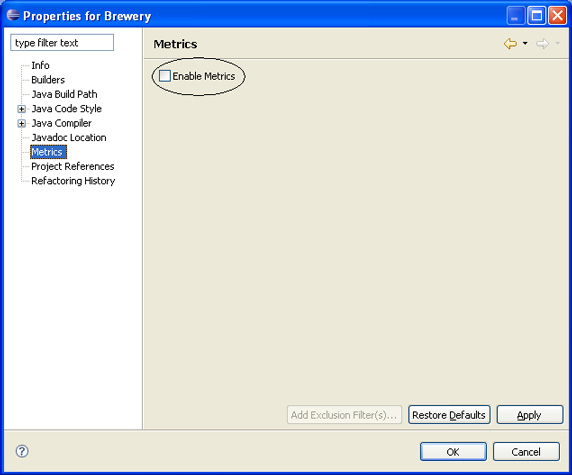 Properties for Brewery
type filter text
Info
Builders
Java Build Path
Java Code Style
Java Compiler
Javadoc Location
Metrics
Project References
Refactoring History
Metrics
Enable Metrics
Add Exclusion Filter(s)...
Restore Defaults
Apply
?
OK
Cancel